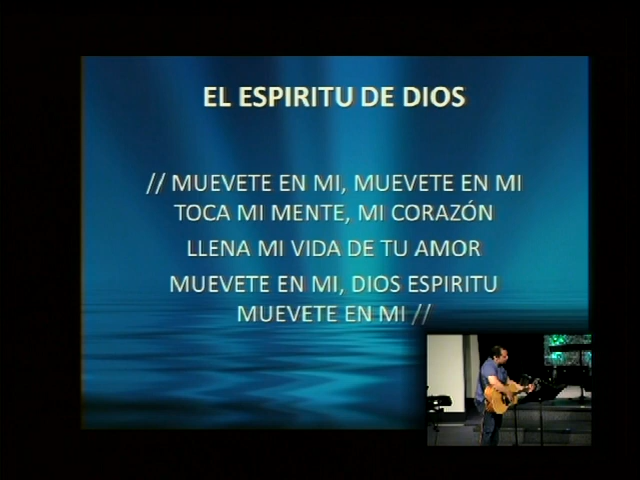 EL ESPIRITU DE DIOS
// MUEVETE EN MI, MUEVETE EN MI
TOCA MI MENTE, MI CORAZÓN
LLENA MI VIDA DE TU AMOR
MUEVETE EN MI, DIOS ESPIRITU
MUEVETE EN MI //